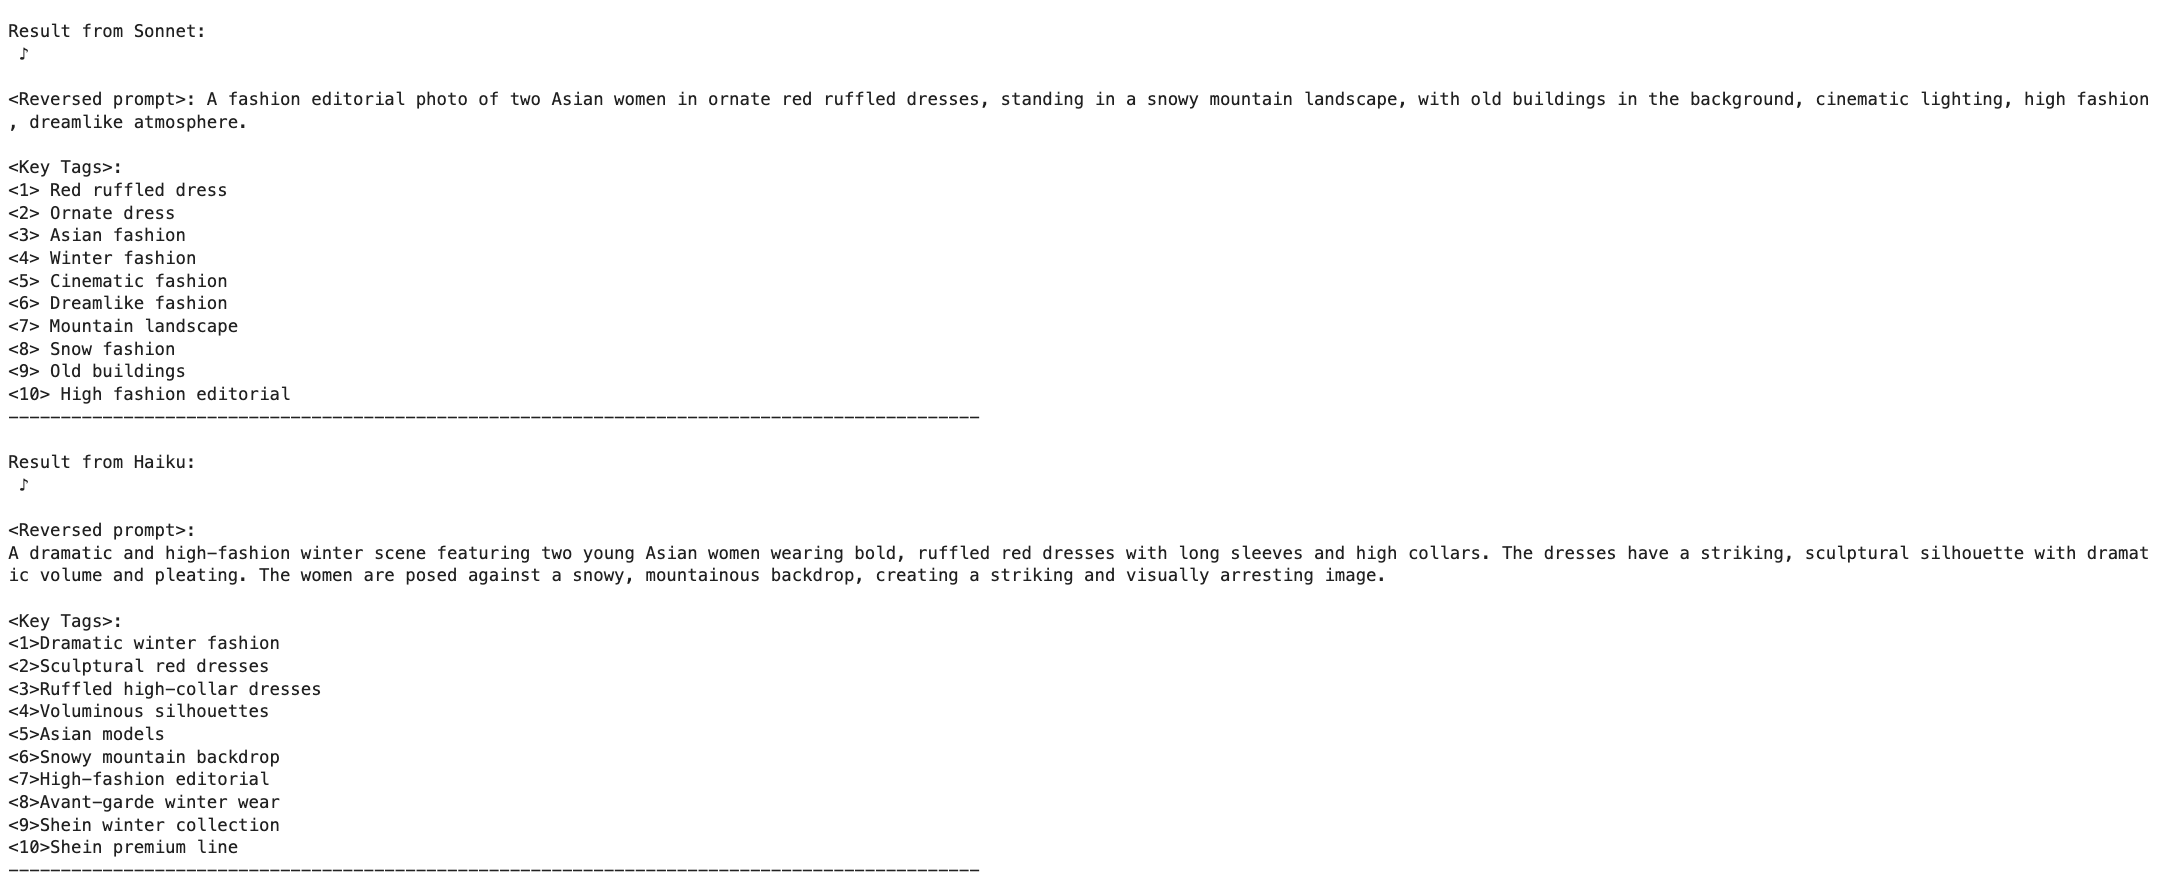 Result from Sonnet:
♪
<Reversed prompt>: A fashion editorial photo of two Asian women in ornate red ruffled dresses, standing in a snowy mountain landscape, with old buildings in the background, cinematic lighting, high fashion
, dreamlike atmosphere.
<Key Tags>:
<1> Red ruffled dress
<2> Ornate dress
<3> Asian fashion
<4> Winter fashion
<5> Cinematic fashion
<6> Dreamlike fashion
<7> Mountain landscape
<8> Snow fashion
<9> Old buildings
<10> High fashion editorial
---------------------------------------------------------------------------------------------
Result from Haiku:
♪
<Reversed prompt>:
A dramatic and high-fashion winter scene featuring two young Asian women wearing bold, ruffled red dresses with long sleeves and high collars. The dresses have a striking, sculptural silhouette with dramat
ic volume and pleating. The women are posed against a snowy, mountainous backdrop, creating a striking and visually arresting image.
<Key Tags>:
<1>Dramatic winter fashion
<2>Sculptural red dresses
<3>Ruffled high-collar dresses
<4>Voluminous silhouettes
<5>Asian models
<6>Snowy mountain backdrop
<7>High-fashion editorial
<8>Avant-garde winter wear
<9>Shein winter collection
<10>Shein premium line
---------------------------------------------------------------------------------------------